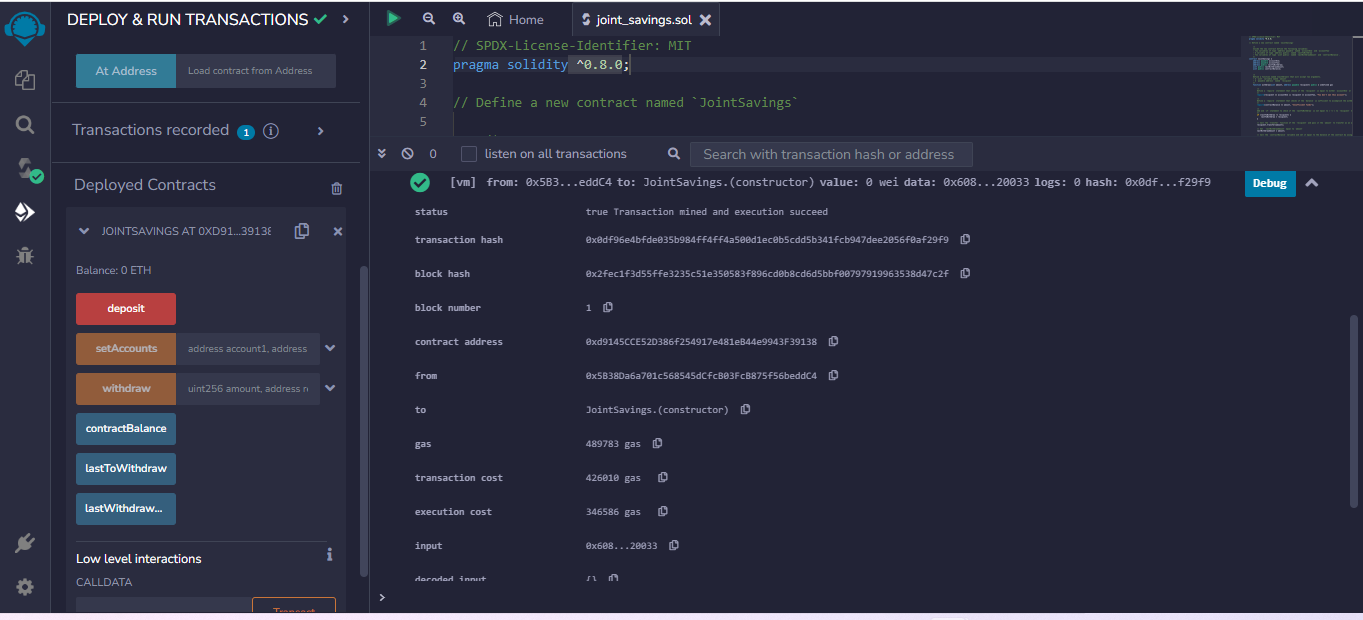 DEPLOY & RUN TRANSACTIONS
At Address
Load contract from Address
Transactions recorded 1 i
Deployed Contracts
JOINTSAVINGS AT 0XD91...39138
Balance: 0 ETH
deposit
setAccounts
address account1, address
withdraw
uint256 amount, address
contractBalance
lastToWithdraw
lastWithdraw...
Low level interactions
i
CALLDATA
Transact
Home
joint_savings.sol
1 // SPDX-License-Identifier: MIT
2 pragma solidity ^0.8.0;
3
4 // Define a new contract named `JointSavings`
5
0
listen on all transactions
Search with transaction hash or address
[vm] from: 0x5B3...eddC4 to: JointSavings.(constructor) value: 0 wei data: 0x608...20033 logs: 0 hash: 0x0df...f29f9
Debug
status true Transaction mined and execution succeed
transaction hash 0x0df96e4bfde035b984ff4ff4a500d1ec0b5cdd5b341fcb947dee2056f0af29f9
block hash 0x2fec1f3d55ffe3235c51e350583f896cd0b8cd6d5bbf00797919963538d47c2f
block number 1
contract address 0xd9145CCE52D386f254917e481eB44e9943F39138
from 0x5B38Da6a701c568545dCfcB03FcB875f56beddC4
to JointSavings.(constructor)
gas 489783 gas
transaction cost 426010 gas
execution cost 346586 gas
input 0x608...20033
decoded input {}
>